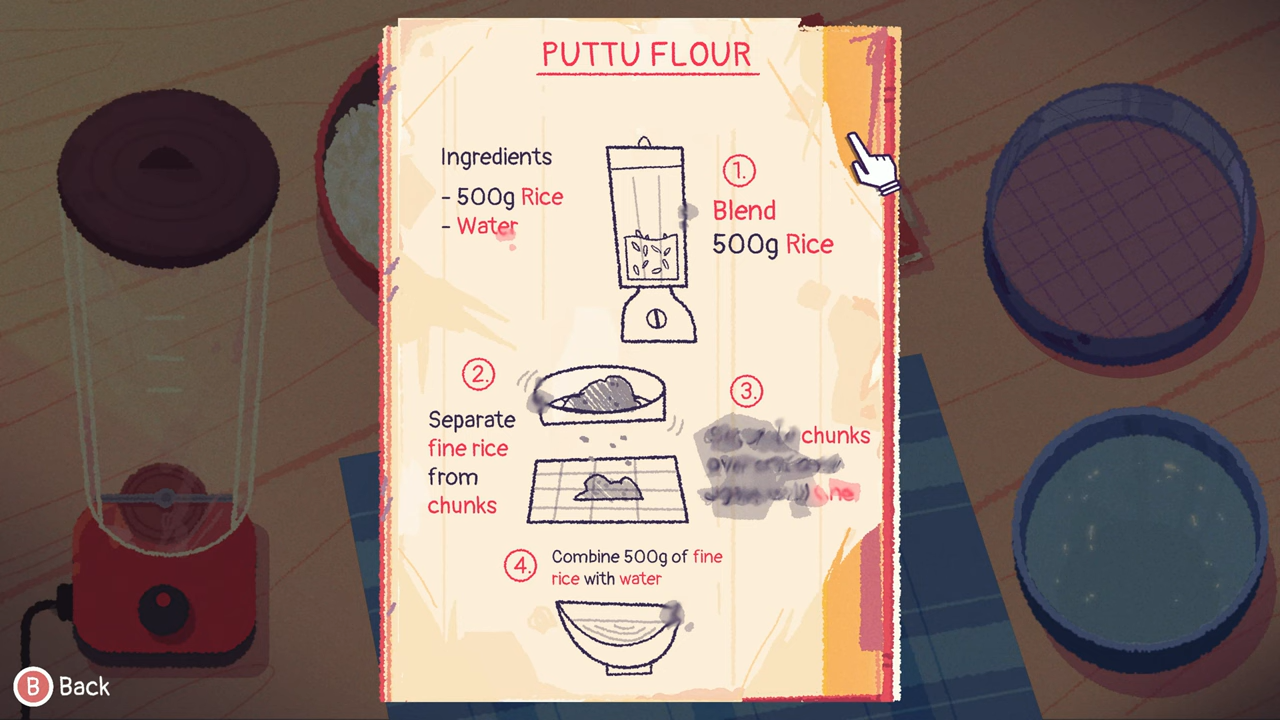 PUTTU FLOUR
Ingredients
- 500g Rice
- Water
1.
Blend
500g Rice
2.
Separate
fine rice
from
chunks
3.
chunks
4.
Combine 500g of fine
rice with water
B Back